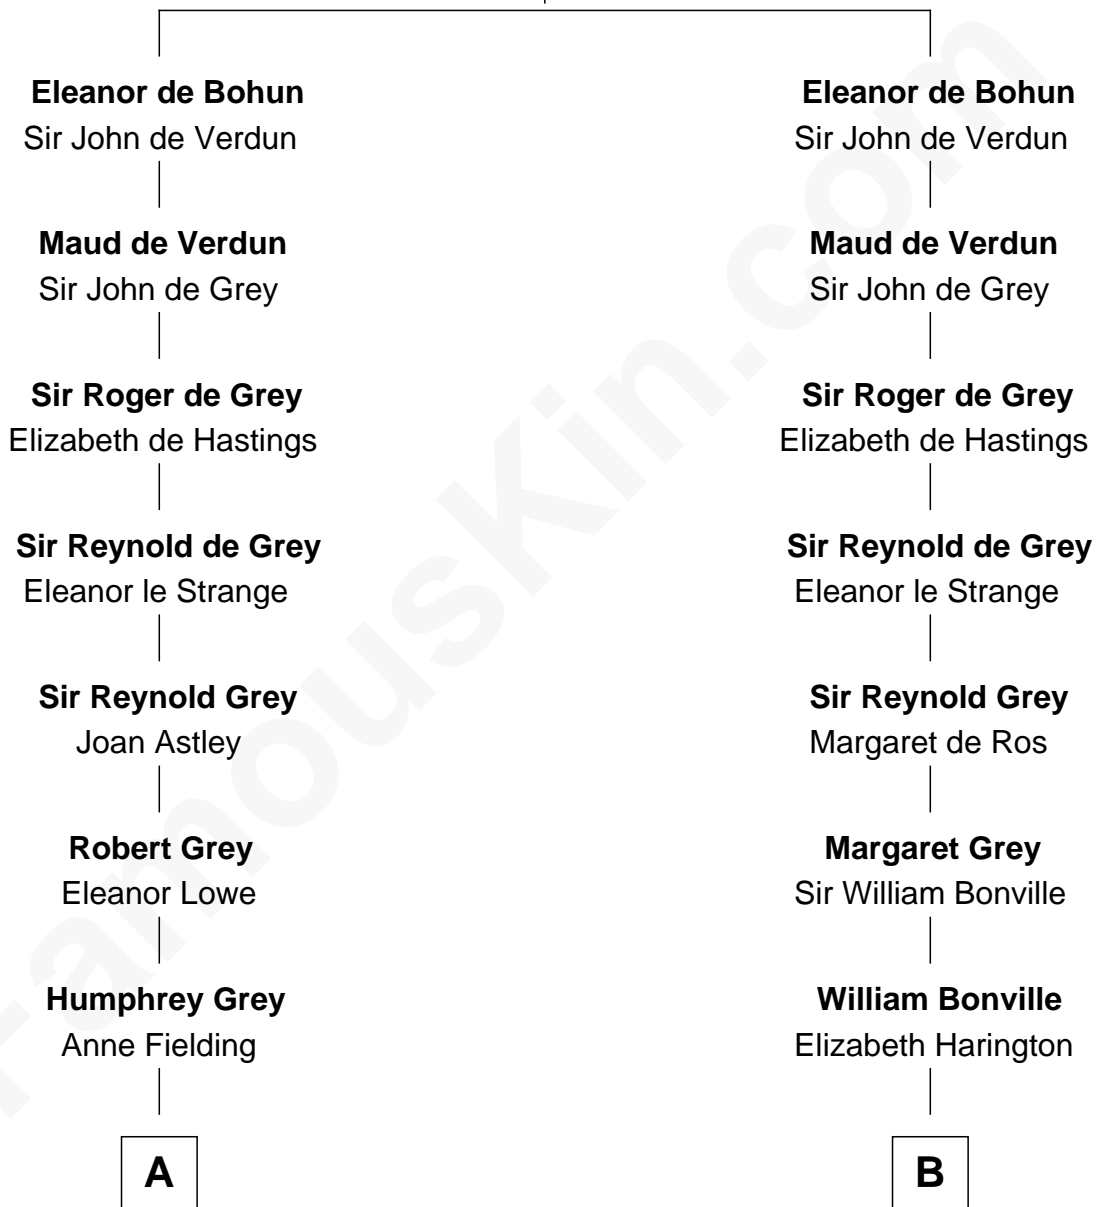 Eleanor de Bohun
Sir John de Verdun
Maud de Verdun
Sir John de Grey
Sir Roger de Grey
Elizabeth de Hastings
Sir Reynold de Grey
Eleanor le Strange
Sir Reynold Grey
Joan Astley
Robert Grey
Eleanor Lowe
Humphrey Grey
Anne Fielding
A
Eleanor de Bohun
Sir John de Verdun
Maud de Verdun
Sir John de Grey
Sir Roger de Grey
Elizabeth de Hastings
Sir Reynold de Grey
Eleanor le Strange
Sir Reynold Grey
Margaret de Ros
Margaret Grey
Sir William Bonville
William Bonville
Elizabeth Harington
B
FamousKin.com